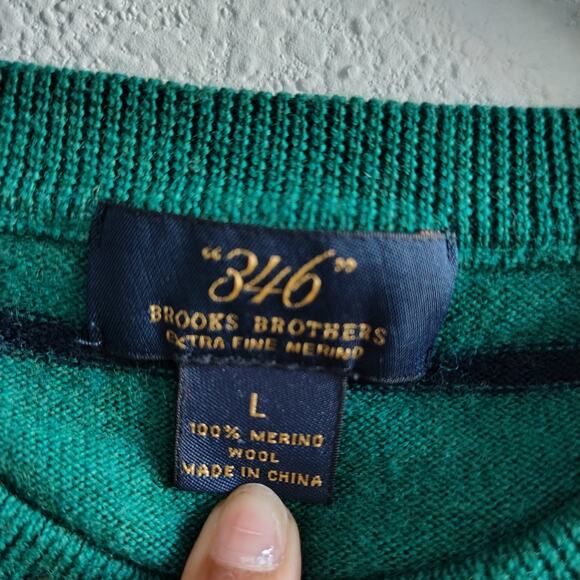 "346"
BROOKS BROTHERS
EXTRA FINE MERINO
L
100% MERINO
WOOL
MADE IN CHINA